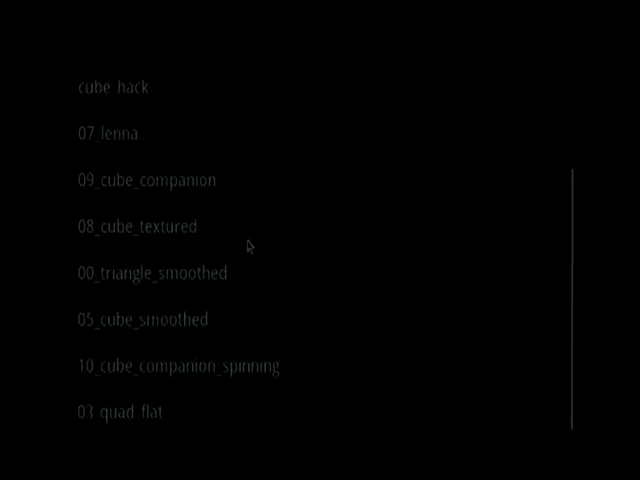 cube_hack
07_lenna
09_cube_companion
08_cube_textured
00_triangle_smoothed
05_cube_smoothed
10_cube_companion_spinning
03_quad_flat